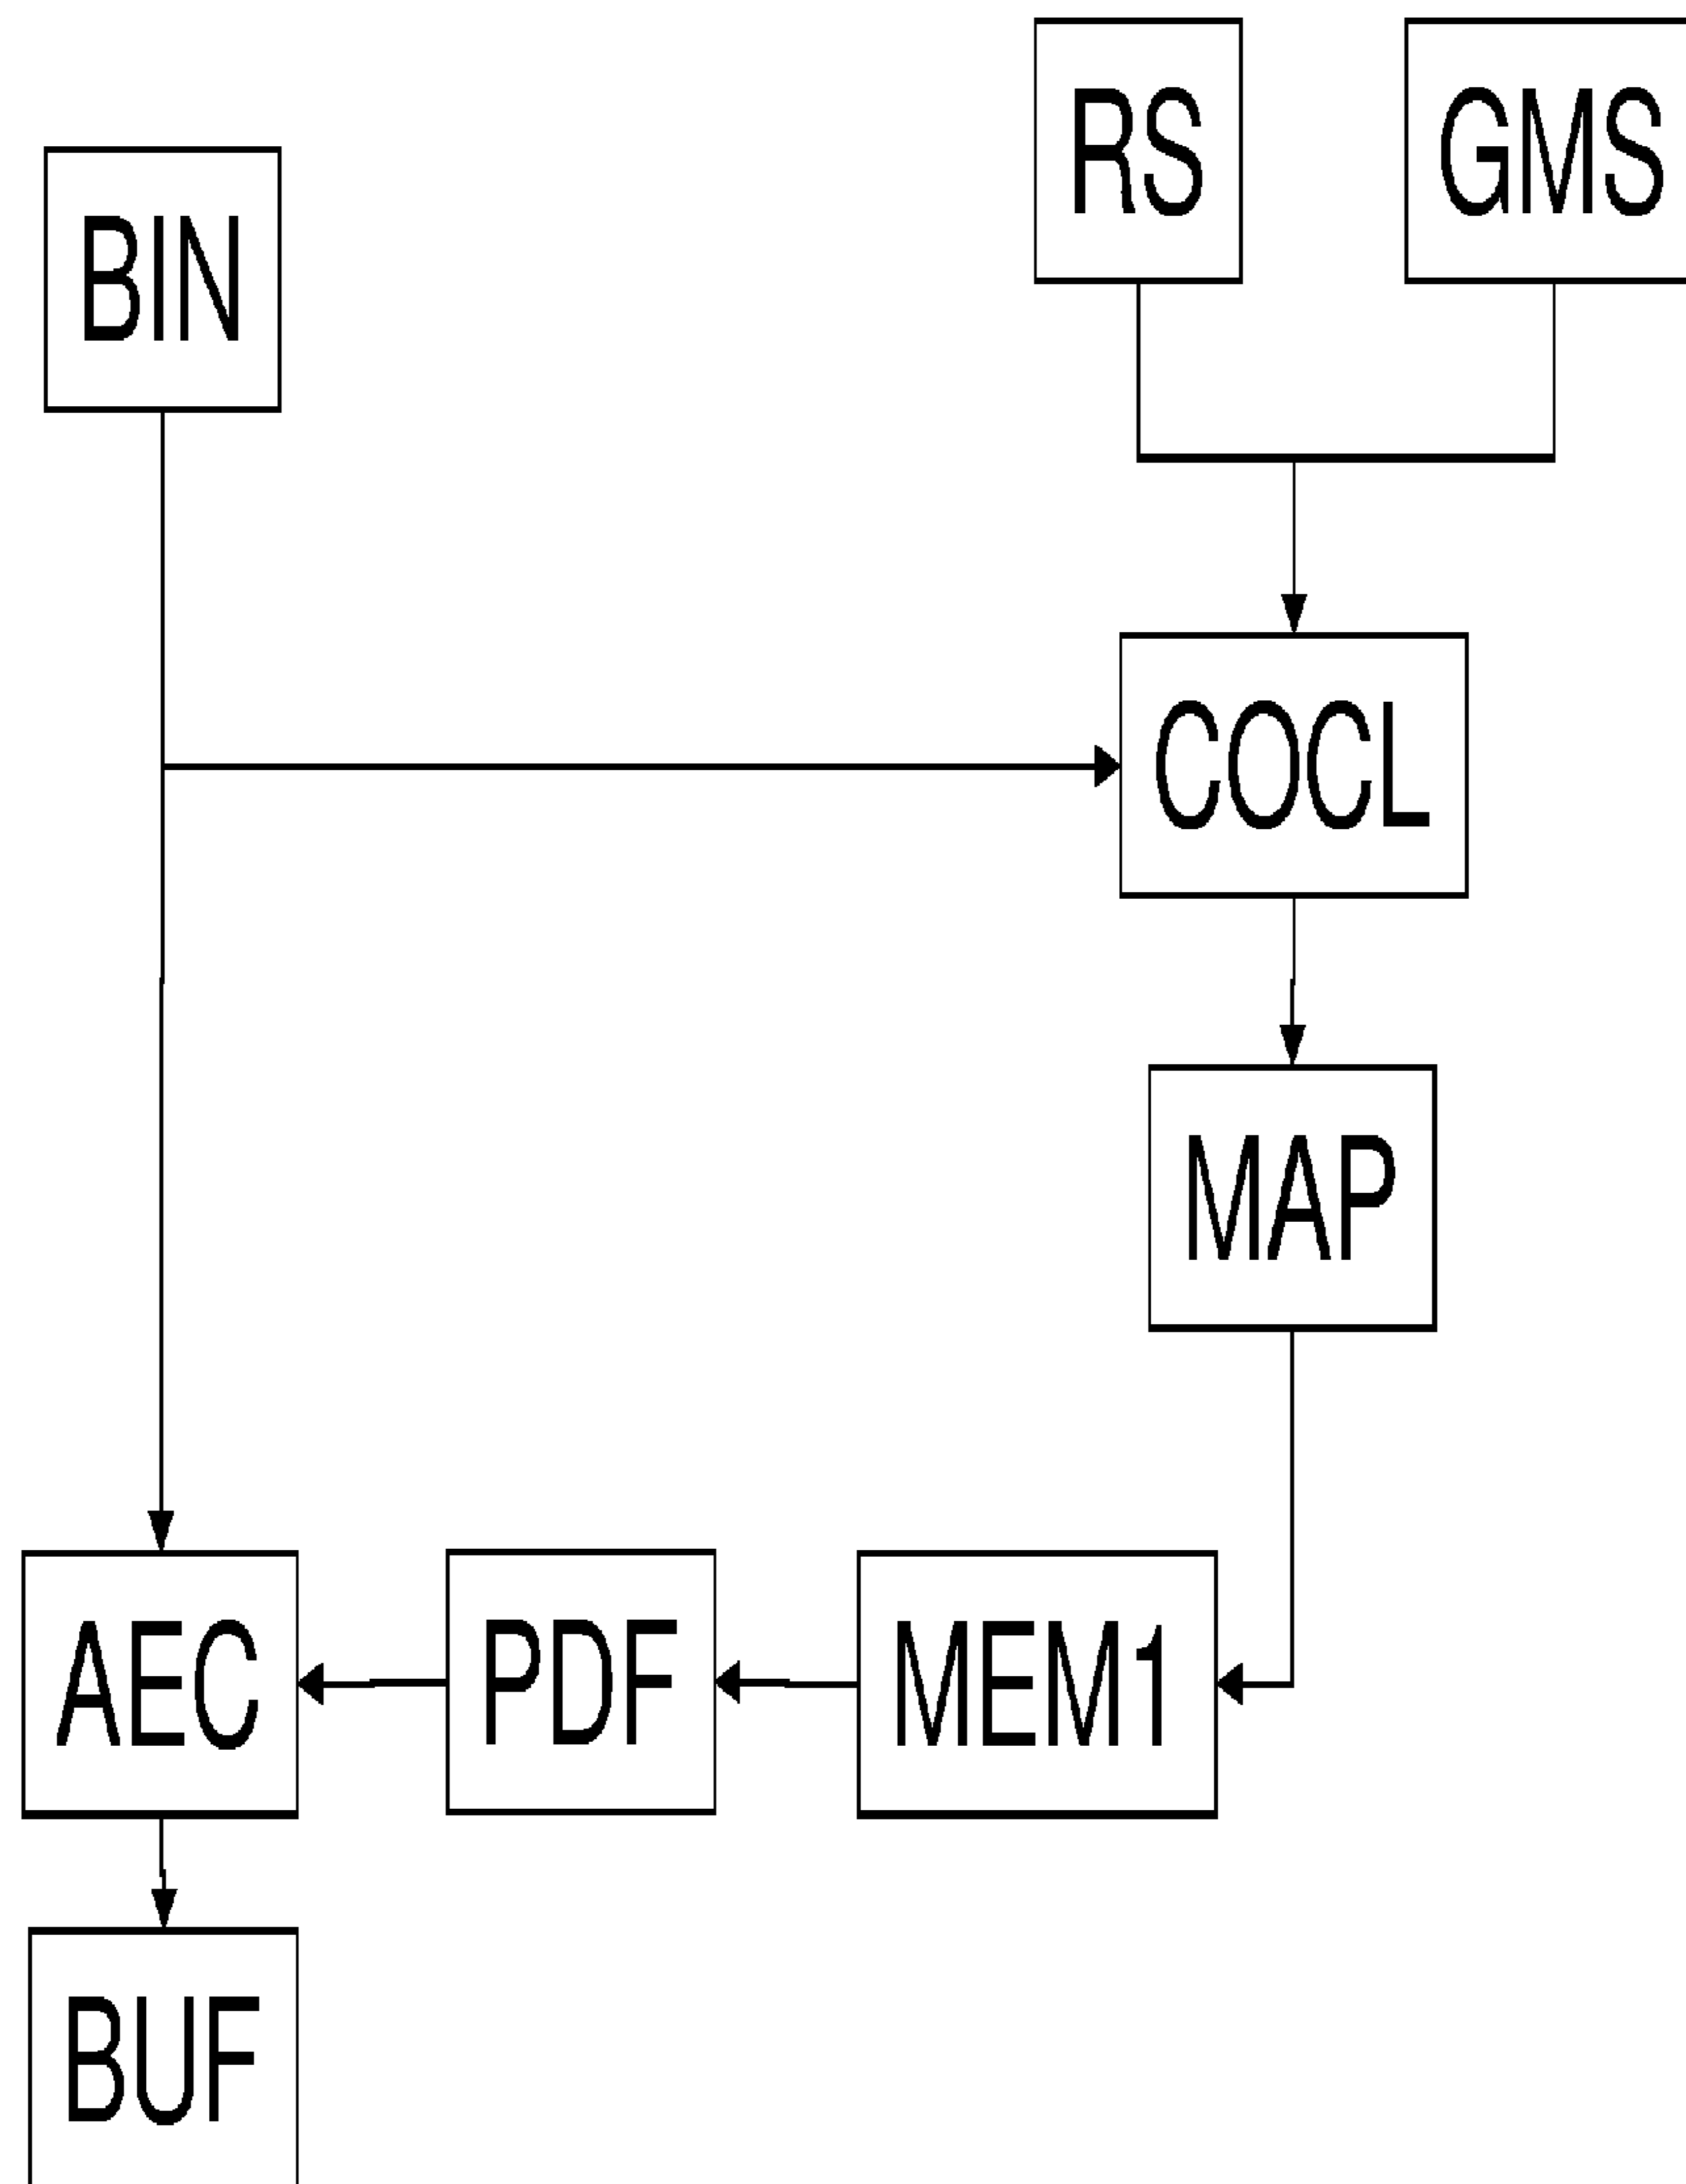 RS
GMS
BIN
COCL
MAP
AEC
PDF
MEM1
BUF